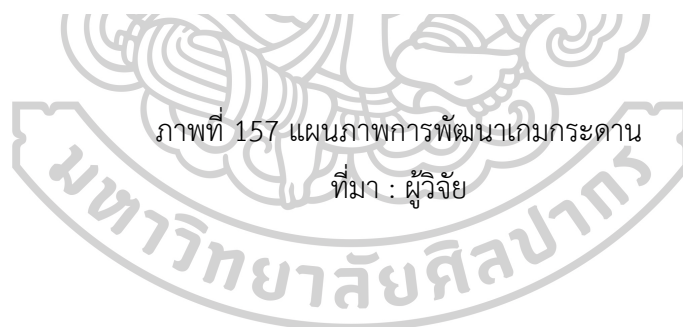 ภาพที่ 157 แผนภาพการพัฒนาเกมกระดาน
ที่มา : ผู้วิจัย
มหาวิทยาลัยศิลปากร